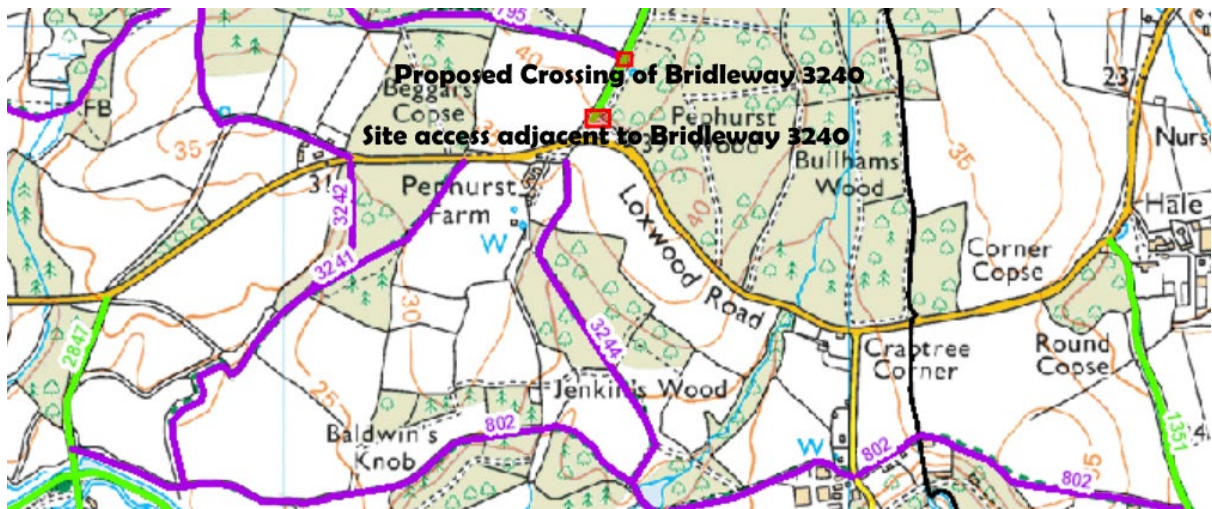 795
40
Proposed Crossing of Bridleway 3240
23
Beggars
Copse
FB
Pephurst
Wood
Site access adjacent to Bridleway 3240
35
35
37
Nurs
Bullhams
Wood
31
3242
Pephurst
Farm
W
Loxwood Road
40
Hale
3241
Corner
Copse
30
2847
3244
Crabtree
Corner
Round
Copse
25
Jenkin's Wood
1351
Baldwin's
Knob
802
W
802
802